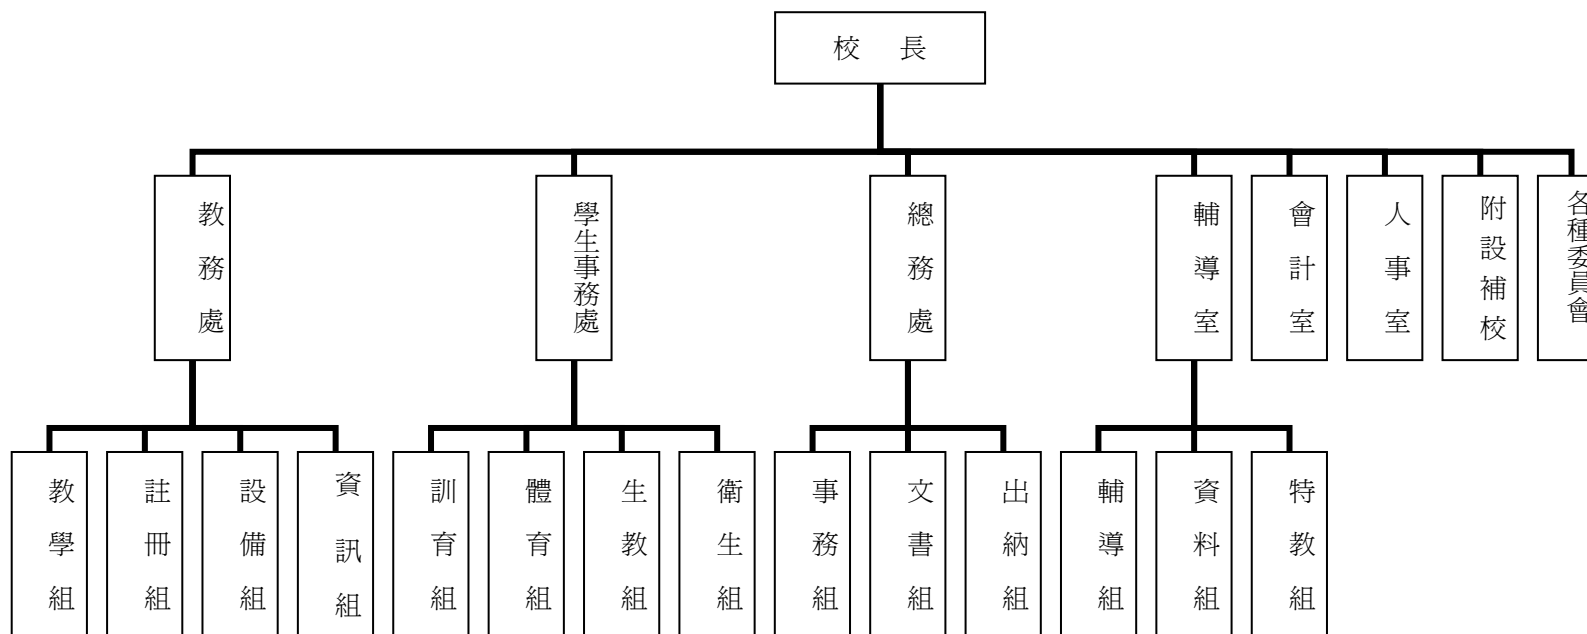 校 長
教務處
學生事務處
總務處
輔導室
會計室
人事室
附設補校
各種委員會
教學組
註冊組
設備組
資訊組
訓育組
體育組
生教組
衛生組
事務組
文書組
出納組
輔導組
資料組
特教組